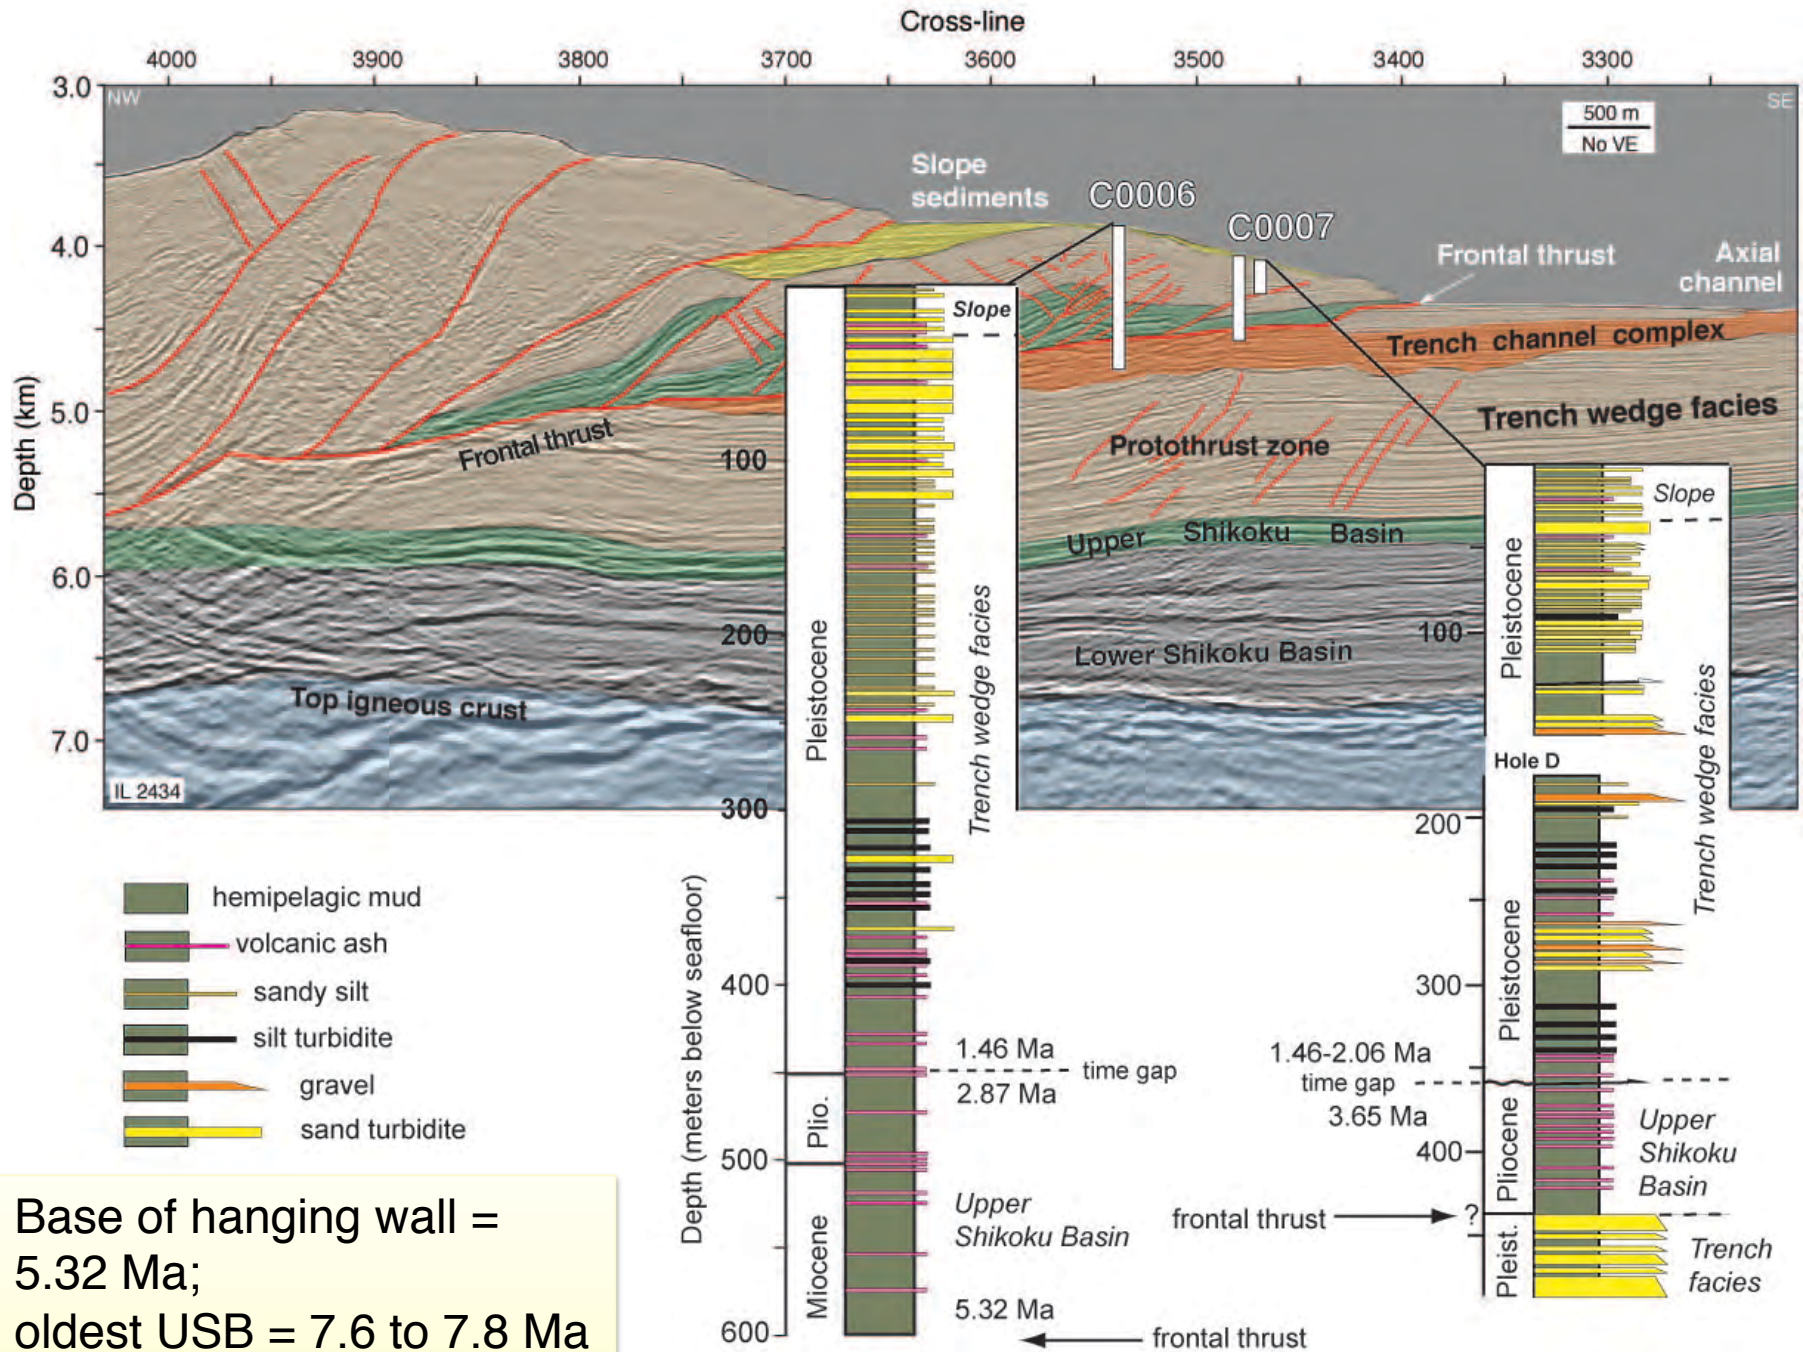 Cross-line
4000 3900 3800 3700 3600 3500 3400 3300
3.0
NW
SE
500 m
No VE
Slope
sediments
C0006
C0007
4.0
Frontal thrust
Axial
channel
Slope
Trench channel complex
Depth (km)
5.0
Frontal thrust
100
Protothrust zone
Trench wedge facies
Upper Shikoku Basin
6.0
200
Lower Shikoku Basin
Top igneous crust
7.0
IL 2434
300
Pleistocene
Trench wedge facies
Slope
Pleistocene
100
Trench wedge facies
Hole D
200
hemipelagic mud
volcanic ash
sandy silt
silt turbidite
gravel
sand turbidite
Depth (meters below seafloor)
400
1.46 Ma
time gap
2.87 Ma
Plio.
500
Upper
Shikoku Basin
Miocene
5.32 Ma
600
frontal thrust
Pleistocene
300
1.46-2.06 Ma
time gap
3.65 Ma
Pliocene
400
Upper
Shikoku
Basin
frontal thrust
?
Pleist.
Trench
facies
Base of hanging wall =
5.32 Ma;
oldest USB = 7.6 to 7.8 Ma